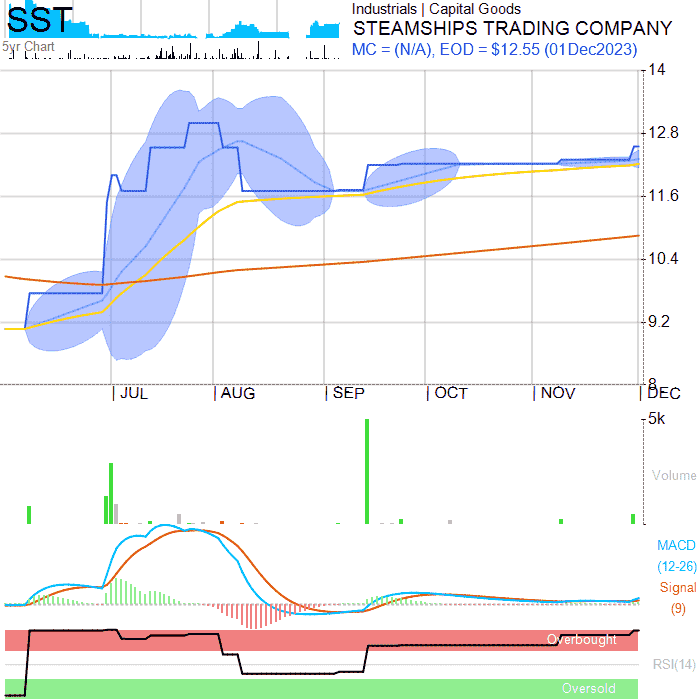 SST
5yr Chart
Industrials | Capital Goods
STEAMSHIPS TRADING COMPANY
MC = (N/A), EOD = $12.55 (01Dec2023)
14
12.8
11.6
10.4
9.2
8
JUL AUG SEP OCT NOV DEC
5k
Volume
MACD
(12-26)
Signal
(9)
Overbought
RSI(14)
Oversold